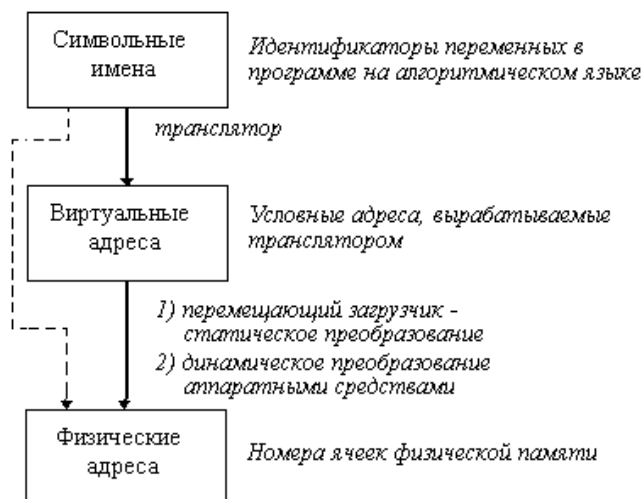 Символьные
имена
Идентификаторы переменных в
программе на алгоритмическом языке
транслятор
Виртуальные
адреса
Условные адреса, вырабатываемые
транслятором
1) перемещающий загрузчик -
статическое преобразование
2) динамическое преобразование
аппаратными средствами
Физические
адреса
Номера ячеек физической памяти